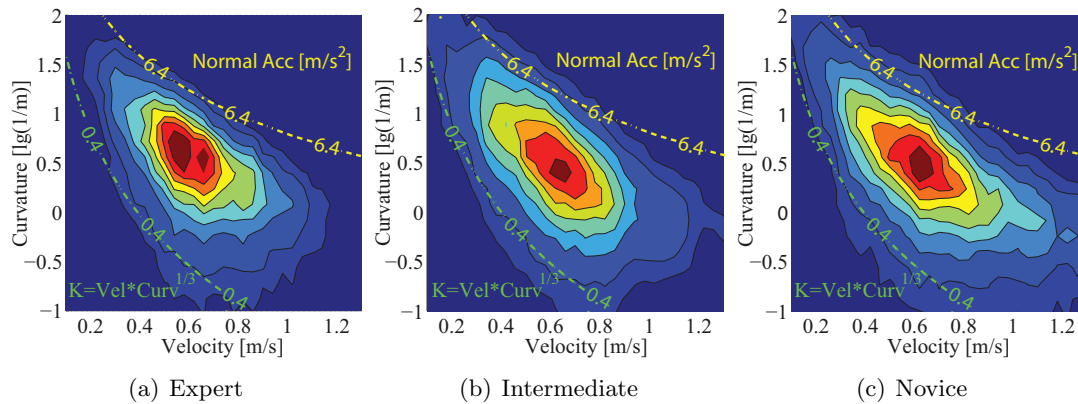 2
1.5
1
0.5
0
−0.5
−1
Curvature [lg(1/m)]
0.2 0.4 0.6 0.8 1 1.2
Velocity [m/s]
Normal Acc [m/s²]
6.4
6.4
6.4
0.4
0.4
0.4
K=Vel*Curv^1/3
(a) Expert
2
1.5
1
0.5
0
−0.5
−1
Curvature [lg(1/m)]
0.2 0.4 0.6 0.8 1 1.2
Velocity [m/s]
Normal Acc [m/s²]
6.4
6.4
6.4
0.4
0.4
0.4
K=Vel*Curv^1/3
(b) Intermediate
2
1.5
1
0.5
0
−0.5
−1
Curvature [lg(1/m)]
0.2 0.4 0.6 0.8 1 1.2
Velocity [m/s]
Normal Acc [m/s²]
6.4
6.4
6.4
0.4
0.4
0.4
K=Vel*Curv^1/3
(c) Novice